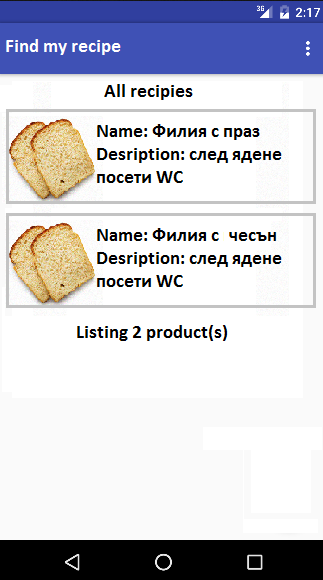 3G 2:17
Find my recipe
All recipies
Name: Филия с праз
Desription: след ядене
посети WC
Name: Филия с чесън
Desription: след ядене
посети WC
Listing 2 product(s)